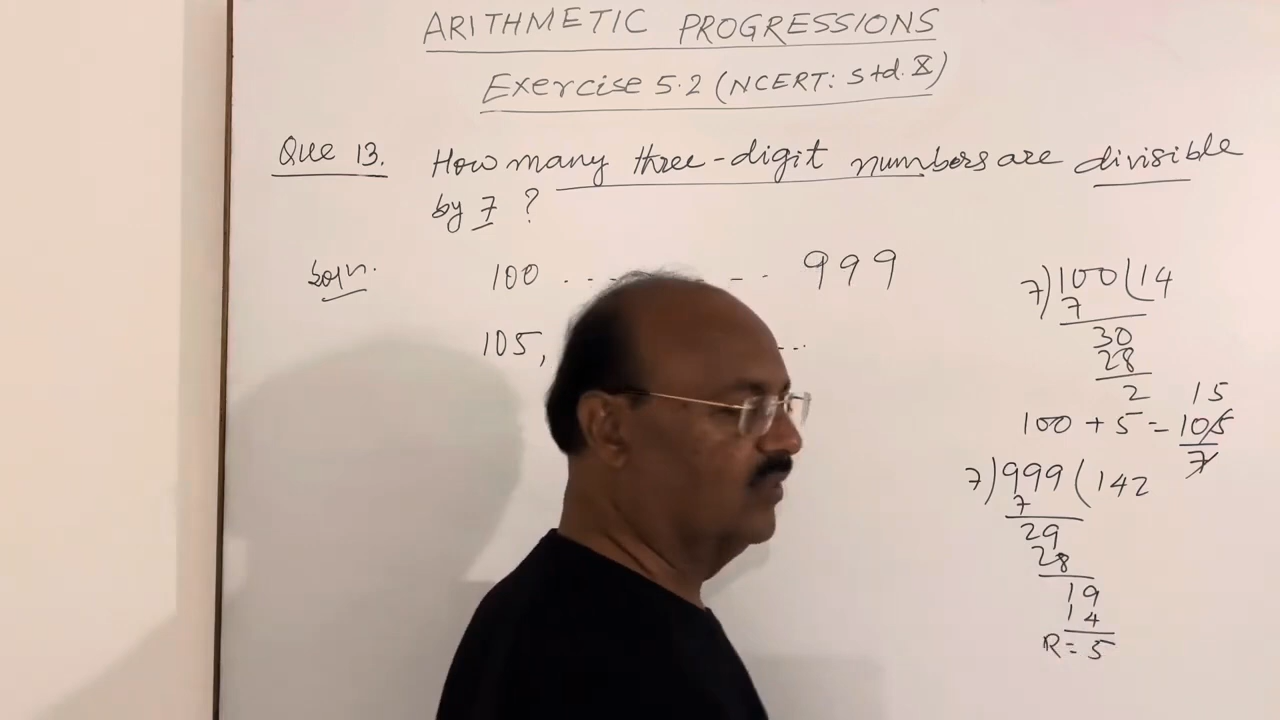 ARITHMETIC PROGRESSIONS
Exercise 5.2 (NCERT: Std. X)
Que 13. How many three-digit numbers are divisible
by 7 ?
Soln. 100 ..- - .. 999
105, ...
7)100(14
7
30
28
2
15
100 + 5 = 105
7
7)999(142
7
29
28
19
14
R = 5